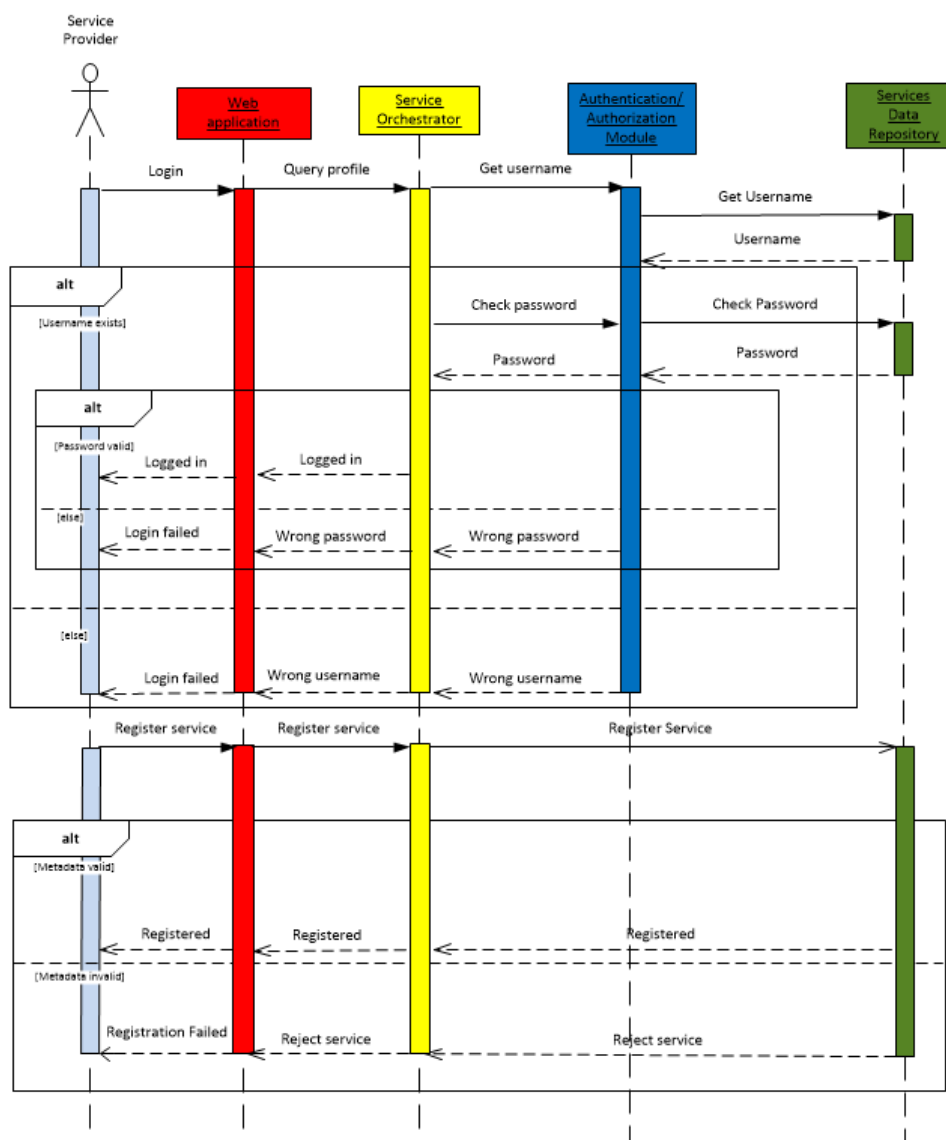 Service
Provider
Web
application
Service
Orchestrator
Authentication/
Authorization
Module
Services
Data
Repository
Login
Query profile
Get username
Get Username
Username
alt
[Username exists]
Check password
Check Password
Password
Password
alt
[Password valid]
Logged in
Logged in
[else]
Login failed
Wrong password
Wrong password
[else]
Login failed
Wrong username
Wrong username
Register service
Register service
Register Service
alt
[Metadata valid]
Registered
Registered
Registered
[Metadata invalid]
Registration Failed
Reject service
Reject service